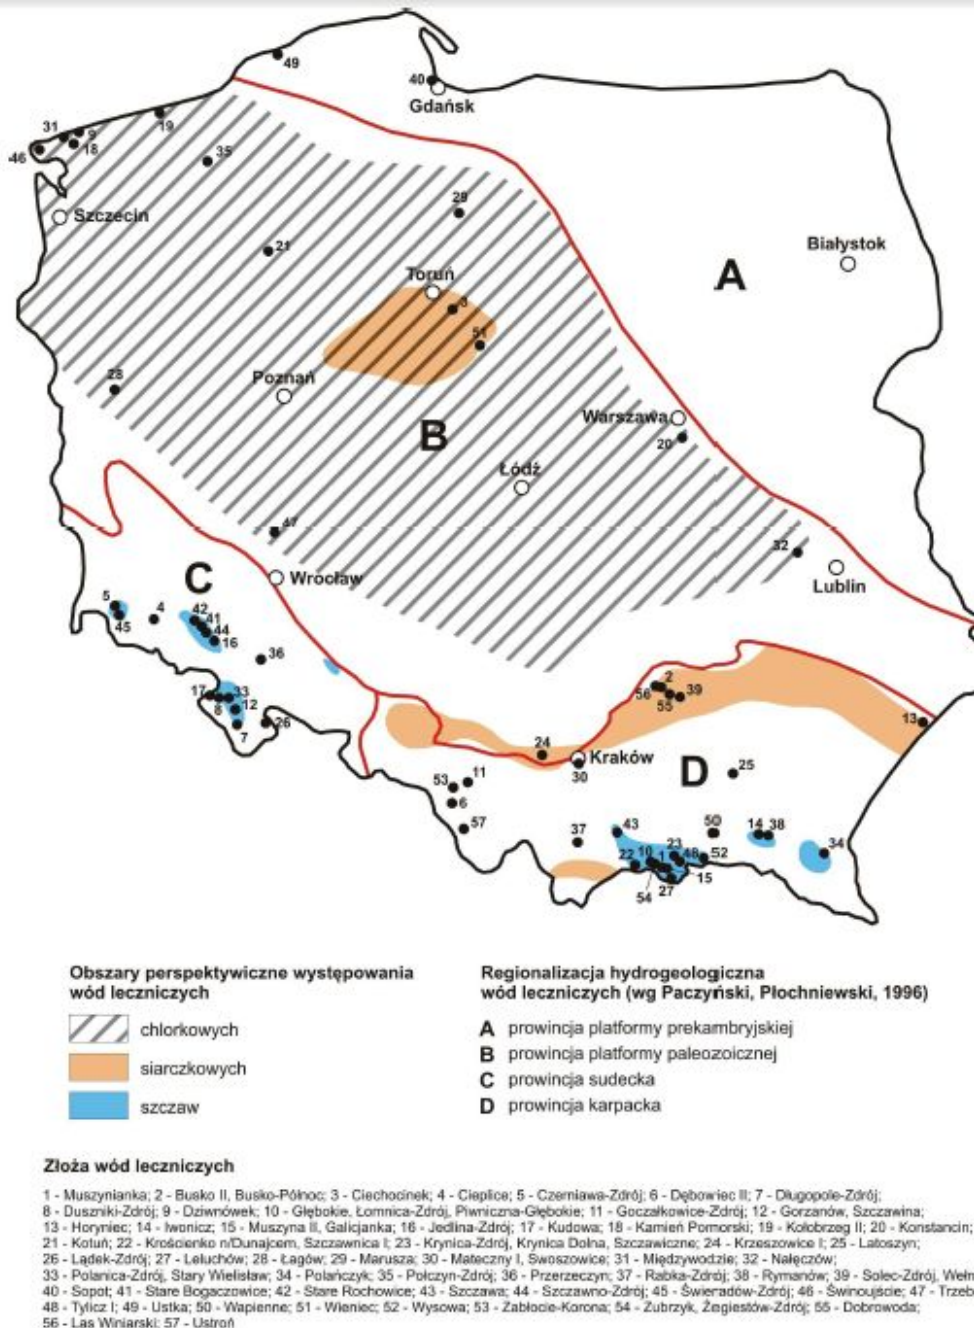 49
40
Gdańsk
31
9
19
46
18
35
Szczecin
29
Białystok
21
Toruń
A
3
51
28
Poznań
Warszawa
B
20
Łódź
47
32
C
Wrocław
Lublin
5
4
42
41
45
44
16
36
17
33
2
56
39
8
12
55
7
26
13
24
Kraków
30
D
11
25
53
6
57
43
50
14
38
37
23
34
10
1
48
52
22
15
54
27
Obszary perspektywiczne występowania
wód leczniczych
chlorkowych
siarczkowych
szczaw
Regionalizacja hydrogeologiczna
wód leczniczych (wg Paczyński, Płochniewski, 1996)
A prowincja platformy prekambryjskiej
B prowincja platformy paleozoicznej
C prowincja sudecka
D prowincja karpacka
Złoża wód leczniczych
1 - Muszynianka; 2 - Busko II, Busko-Północ; 3 - Ciechocinek; 4 - Cieplice; 5 - Czerniawa-Zdrój; 6 - Dębowiec II; 7 - Długopole-Zdrój;
8 - Duszniki-Zdrój; 9 - Dziwnówek; 10 - Głębokie, Łomnica-Zdrój, Piwniczna-Głębokie; 11 - Goczałkowice-Zdrój; 12 - Gorzanów, Szczawina;
13 - Horyniec; 14 - Iwonicz; 15 - Muszyna II, Galicjanka; 16 - Jedlina-Zdrój; 17 - Kudowa; 18 - Kamień Pomorski; 19 - Kołobrzeg II; 20 - Konstancin;
21 - Kotuń; 22 - Krościenko n/Dunajcem, Szczawnica I; 23 - Krynica-Zdrój, Krynica Dolna, Szczawiczne; 24 - Krzeszowice I; 25 - Latoszyn;
26 - Lądek-Zdrój; 27 - Leluchów; 28 - Łagów; 29 - Marusza; 30 - Mateczny I, Swoszowice; 31 - Międzywodzie; 32 - Nałęczów;
33 - Polanica-Zdrój, Stary Wielisław; 34 - Polańczyk; 35 - Połczyn-Zdrój; 36 - Przerzeczyn; 37 - Rabka-Zdrój; 38 - Rymanów; 39 - Solec-Zdrój, Wełn
40 - Sopot; 41 - Stare Bogaczowice; 42 - Stare Rochowice; 43 - Szczawa; 44 - Szczawno-Zdrój; 45 - Świeradów-Zdrój; 46 - Świnoujście; 47 - Trzeb
48 - Tylicz I; 49 - Ustka; 50 - Wapienne; 51 - Wieniec; 52 - Wysowa; 53 - Zabłocie-Korona; 54 - Zubrzyk, Żegiestów-Zdrój; 55 - Dobrowoda;
56 - Las Winiarski; 57 - Ustroń